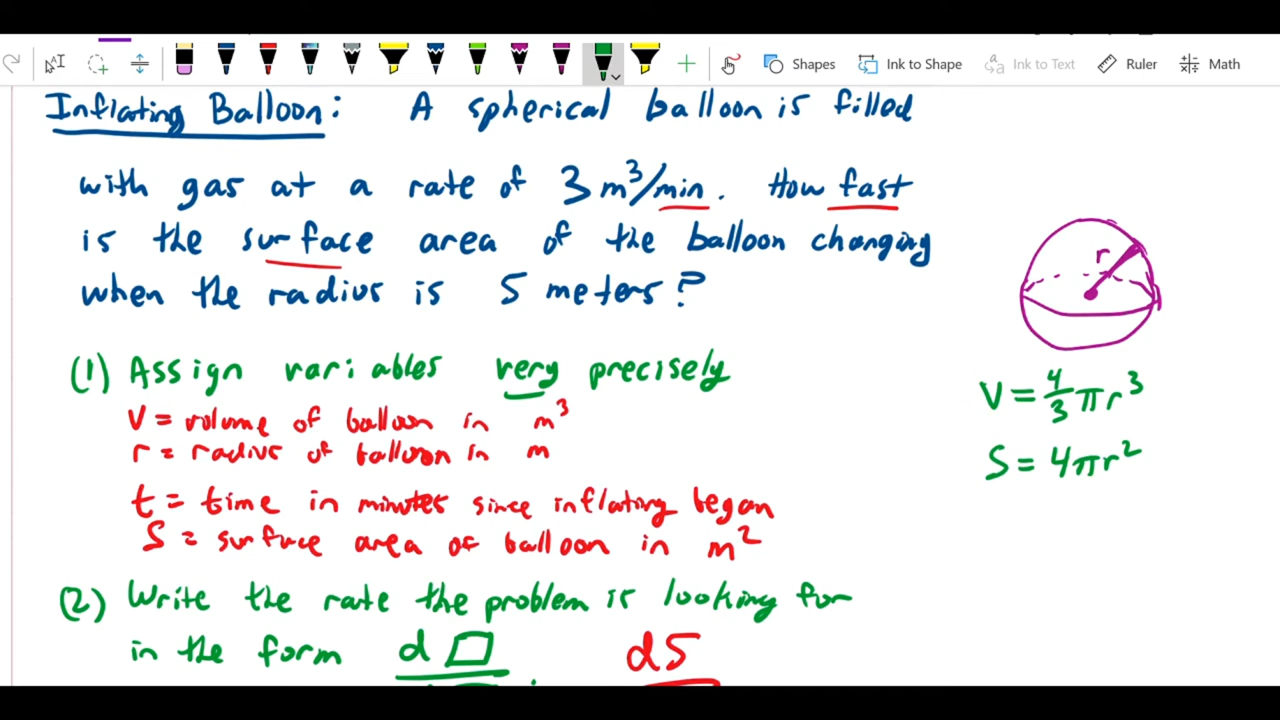 Shapes
Ink to Shape
Ink to Text
Ruler
Math
Inflating Balloon: A spherical balloon is filled
with gas at a rate of 3 m³/min. How fast
is the surface area of the balloon changing
when the radius is 5 meters?
r
(1) Assign variables very precisely
V = volume of balloon in m³
r = radius of balloon in m
t = time in minutes since inflating began
S = surface area of balloon in m²
V = 4/3 πr³
S = 4πr²
(2) Write the rate the problem is looking for
in the form d□ dS